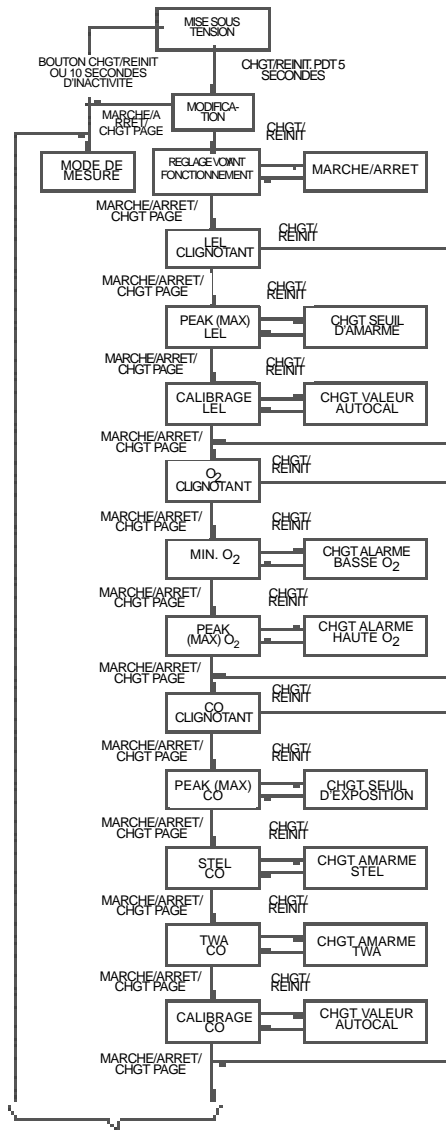 MISE SOUS
TENSION
BOUTON CHGT/REINIT
OU 10 SECONDES
D'INACTIVITE
CHGT/REINIT. PDT 5
SECONDES
MARCHE/A
RRET/
CHGT PAGE
MODIFICA-
TION
CHGT/
REINIT
MODE DE
MESURE
REGLAGE VOYANT
FONCTIONNEMENT
MARCHE/ARRET
MARCHE/ARRET/
CHGT PAGE
LEL
CLIGNOTANT
CHGT/
REINIT
MARCHE/ARRET/
CHGT PAGE
CHGT/
REINIT
PEAK (MAX)
LEL
CHGT SEUIL
D'AMARME
MARCHE/ARRET/
CHGT PAGE
CHGT/
REINIT
CALIBRAGE
LEL
CHGT VALEUR
AUTOCAL
MARCHE/ARRET/
CHGT PAGE
O2
CLIGNOTANT
CHGT/
REINIT
MARCHE/ARRET/
CHGT PAGE
CHGT/
REINIT
MIN. O2
CHGT ALARME
BASSE O2
MARCHE/ARRET/
CHGT PAGE
CHGT/
REINIT
PEAK
(MAX) O2
CHGT ALARME
HAUTE O2
MARCHE/ARRET/
CHGT PAGE
CO
CLIGNOTANT
CHGT/
REINIT
MARCHE/ARRET/
CHGT PAGE
CHGT/
REINIT
PEAK (MAX)
CO
CHGT SEUIL
D'EXPOSITION
MARCHE/ARRET/
CHGT PAGE
CHGT/
REINIT
STEL
CO
CHGT AMARME
STEL
MARCHE/ARRET/
CHGT PAGE
CHGT/
REINIT
TWA
CO
CHGT AMARME
TWA
MARCHE/ARRET/
CHGT PAGE
CHGT/
REINIT
CALIBRAGE
CO
CHGT VALEUR
AUTOCAL
MARCHE/ARRET/
CHGT PAGE